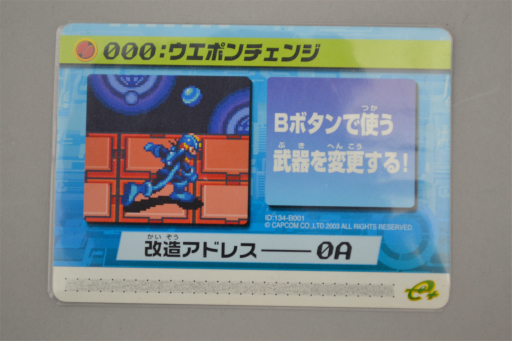 000:ウエポンチェンジ
Bボタンで使う
武器を変更する!
ID:134-B001
© CAPCOM CO.,LTD 2003 ALL RIGHTS RESERVED.
改造アドレス――0A